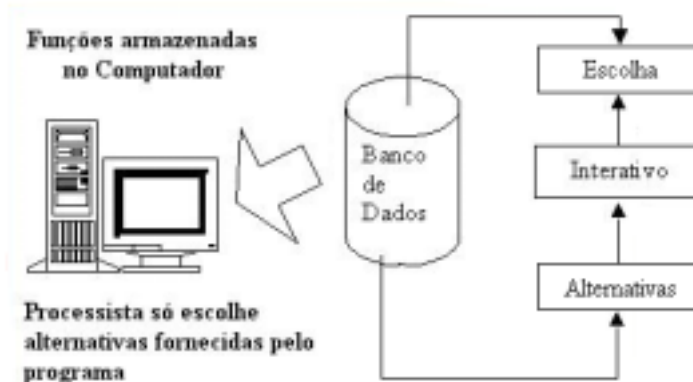 Funções armazenadas
no Computador
Processista só escolhe
alternativas fornecidas pelo
programa
Banco
de
Dados
Escolha
Interativo
Alternativas